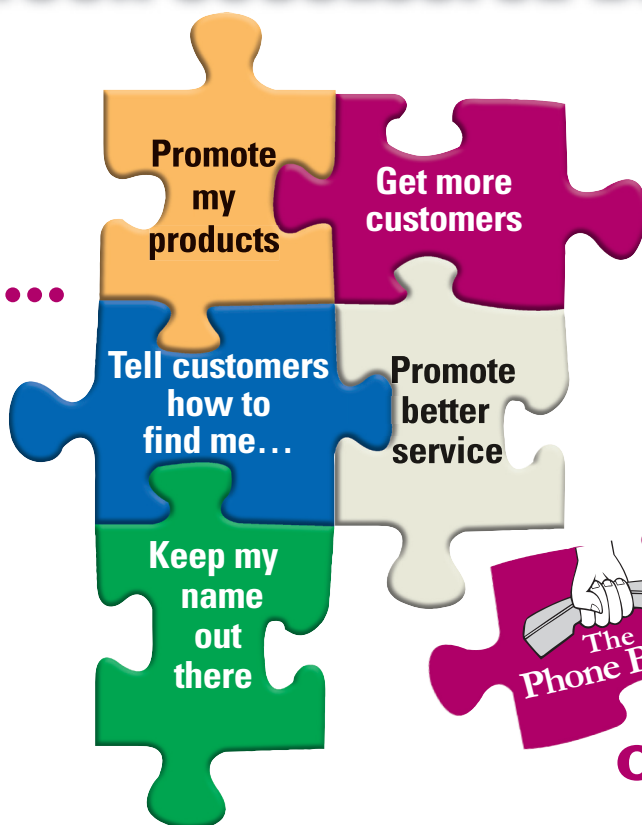 Promote
my
products
Get more
customers
...
Tell customers
how to
find me…
Promote
better
service
Keep my
name
out
there
The
Phone